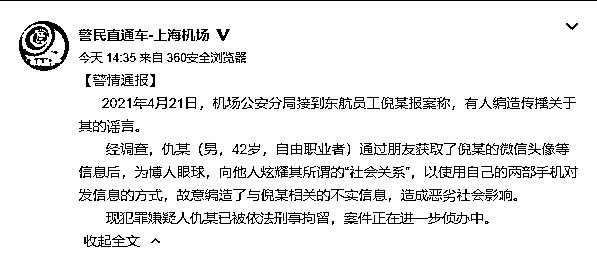 警民直通车-上海机场
今天 14:35 来自 360安全浏览器
【警情通报】
2021年4月21日，机场公安分局接到东航员工倪某报案称，有人编造传播关于
其的谣言。
经调查，仇某（男，42岁，自由职业者）通过朋友获取了倪某的微信头像等
信息后，为博人眼球，向他人炫耀其所谓的“社会关系”，以使用自己的两部手机对
发信息的方式，故意编造了与倪某相关的不实信息，造成恶劣社会影响。
现犯罪嫌疑人仇某已被依法刑事拘留，案件正在进一步侦办中。
收起全文